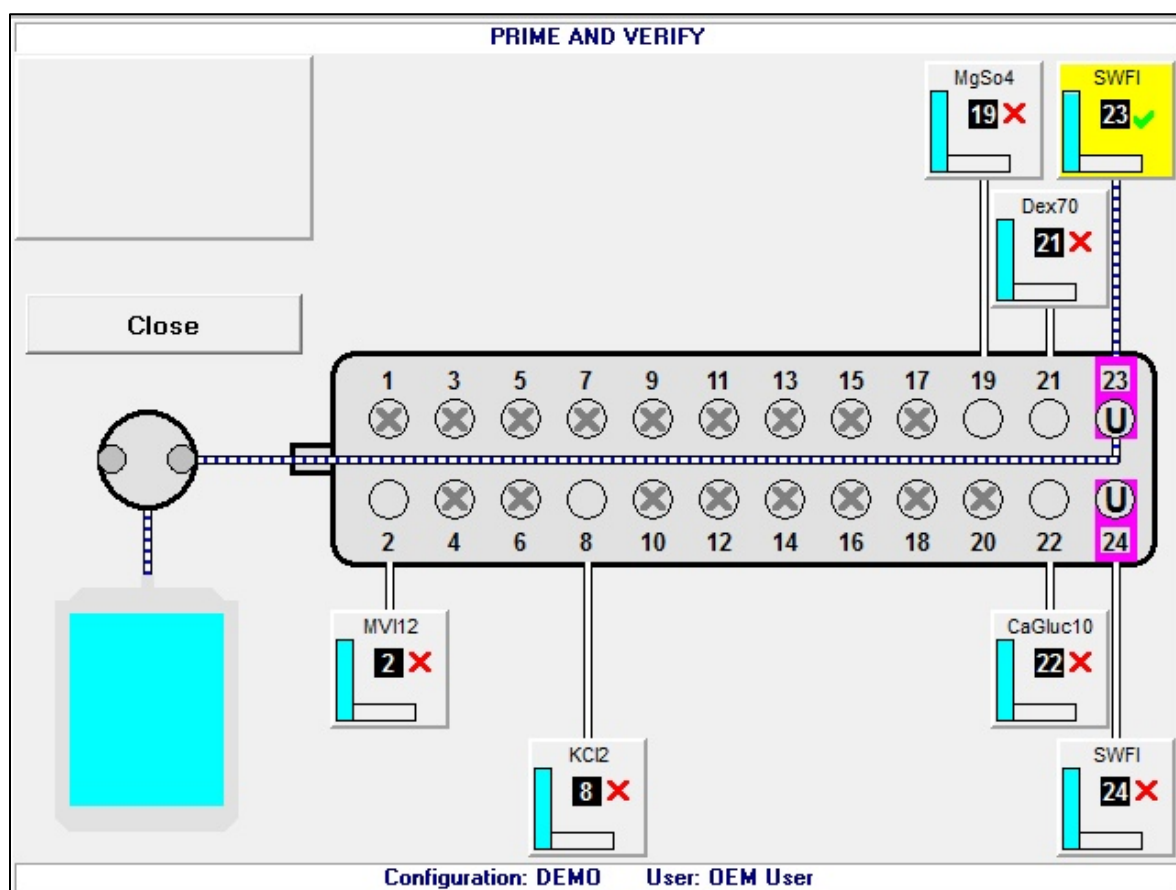 PRIME AND VERIFY
MgSo4
19
SWFI
23
Dex70
21
Close
1 3 5 7 9 11 13 15 17 19 21 23
U
U
2 4 6 8 10 12 14 16 18 20 22 24
MVI12
2
CaGluc10
22
KCl2
8
SWFI
24
Configuration: DEMO User: OEM User